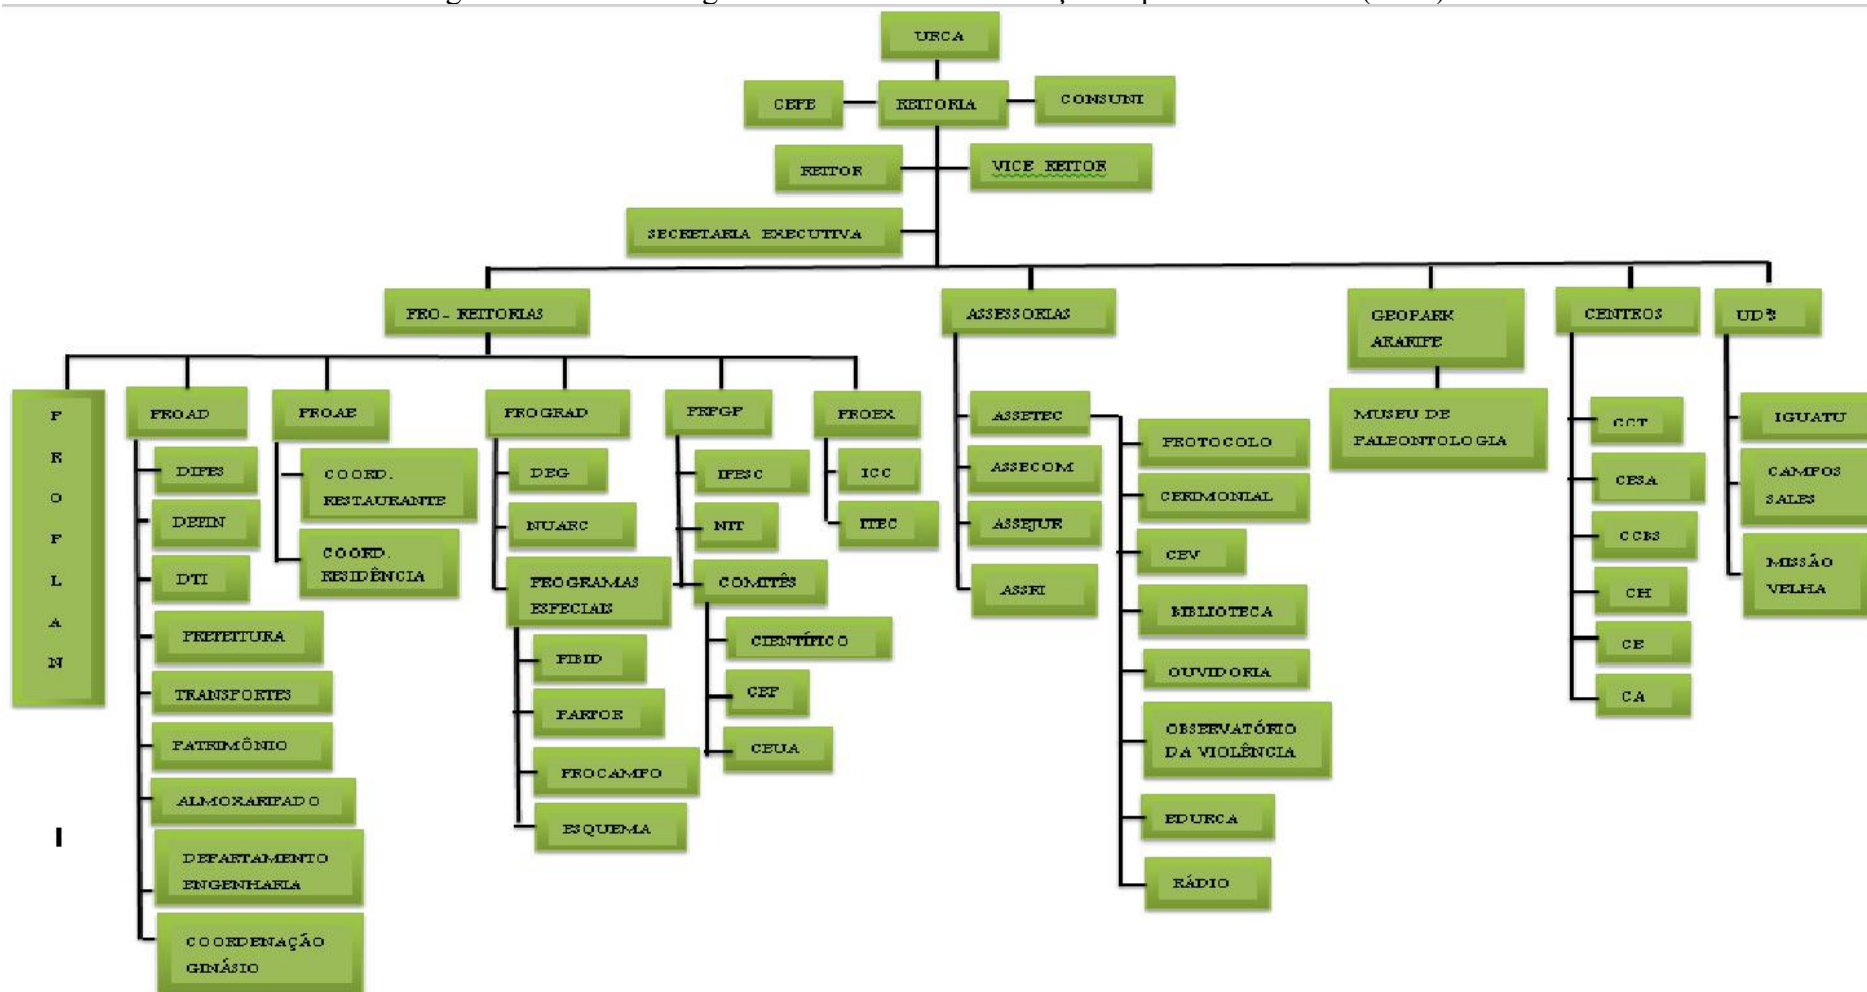 URCA
CEPE
REITORIA
CONSUNI
REITOR
VICE REITOR
SECRETARIA EXECUTIVA
PRO- REITORIAS
ASSESSORIAS
GEOPARK
ARARIPE
CENTROS
UD'S
P
R
O
P
L
A
N
PROAD
DIPES
DEFIN
DTI
PREFEITURA
TRANSPORTES
PATRIMÔNIO
ALMOXARIFADO
DEPARTAMENTO
ENGENHARIA
COORDENAÇÃO
GINÁSIO
PROAE
COORD.
RESTAURANTE
COORD.
RESIDÊNCIA
PROGRAD
DEG
NUARC
PROGRAMAS
ESPECIAIS
PIBID
PARFOR
PROCAMPO
ESQUEMA
PRPGP
IPESC
NIT
COMITÊS
CIENTÍFICO
CEP
CEUA
PROEX
ICC
ITEC
ASSETEC
ASSECOM
ASSEJUR
ASSRI
PROTOCOLO
CERIMONIAL
CEV
BIBLIOTECA
OUVIDORIA
OBSERVATÓRIO
DA VIOLÊNCIA
EDURCA
RÁDIO
MUSEU DE
PALEONTOLOGIA
CCT
CESA
CCBS
CH
CE
CA
IGUATU
CAMPOS
SALES
MISSÃO
VELHA